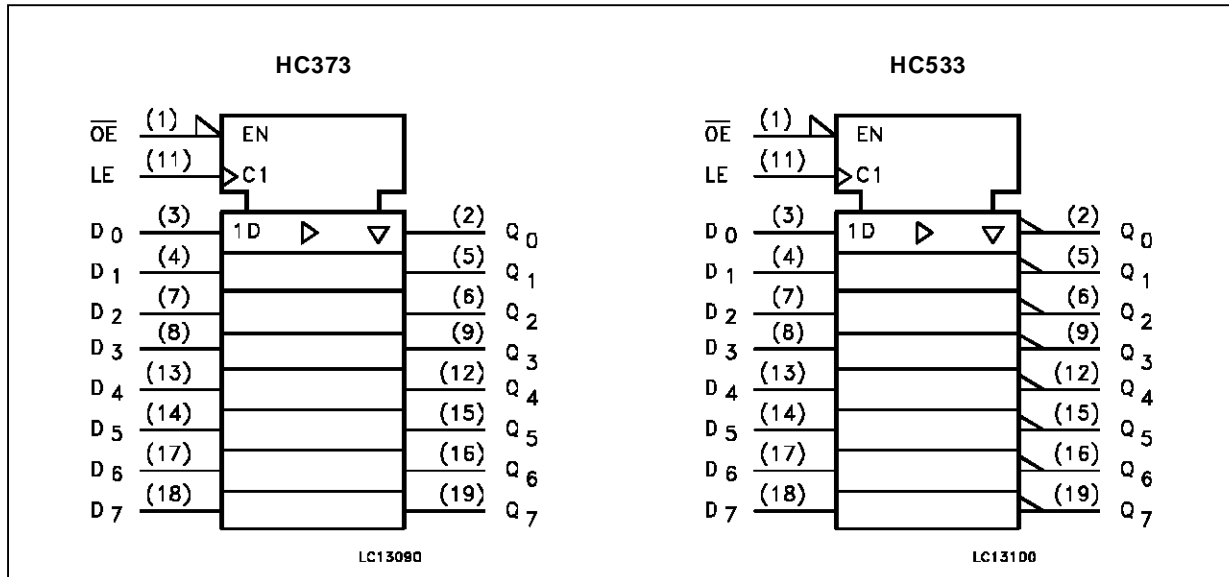 HC373
O̅E̅ (1) EN
LE (11) C1
D0 (3) 1D (2) Q0
D1 (4) (5) Q1
D2 (7) (6) Q2
D3 (8) (9) Q3
D4 (13) (12) Q4
D5 (14) (15) Q5
D6 (17) (16) Q6
D7 (18) (19) Q7
LC13090
HC533
O̅E̅ (1) EN
LE (11) C1
D0 (3) 1D (2) Q0
D1 (4) (5) Q1
D2 (7) (6) Q2
D3 (8) (9) Q3
D4 (13) (12) Q4
D5 (14) (15) Q5
D6 (17) (16) Q6
D7 (18) (19) Q7
LC13100